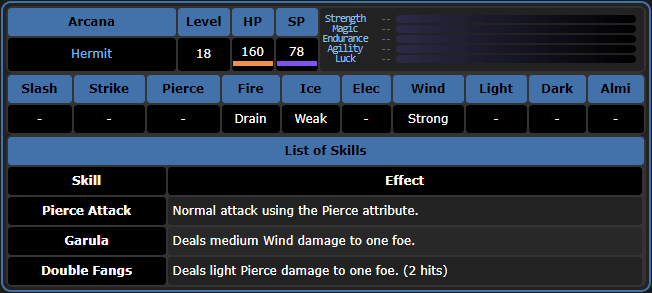 Arcana Level HP SP
Hermit 18 160 78
Strength --
Magic --
Endurance --
Agility --
Luck --
Slash Strike Pierce Fire Ice Elec Wind Light Dark Almi
- - - Drain Weak - Strong - - -
List of Skills
Skill Effect
Pierce Attack Normal attack using the Pierce attribute.
Garula Deals medium Wind damage to one foe.
Double Fangs Deals light Pierce damage to one foe. (2 hits)